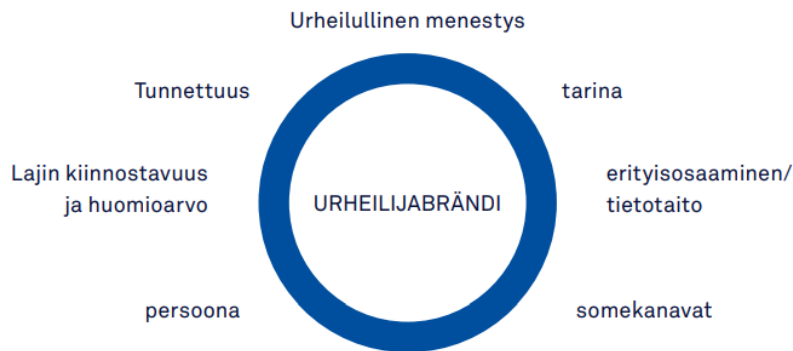 Urheilullinen menestys
Tunnettuus
tarina
Lajin kiinnostavuus
ja huomioarvo
URHEILIJABRÄNDI
erityisosaaminen/
tietotaito
persoona
somekanavat